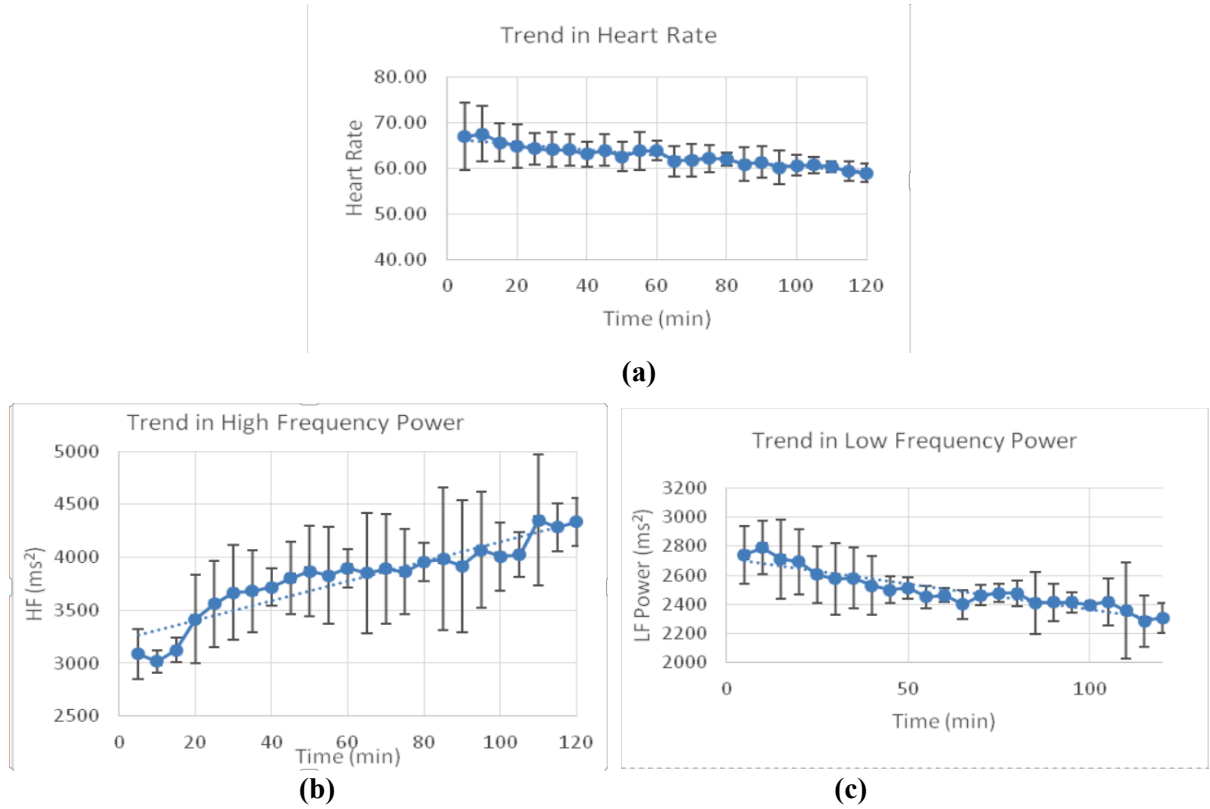 Trend in Heart Rate
80.00
70.00
60.00
50.00
40.00
Heart Rate
0 20 40 60 80 100 120
Time (min)
(a)
Trend in High Frequency Power
5000
4500
4000
3500
3000
2500
HF (ms²)
0 20 40 60 80 100 120
Time (min)
(b)
Trend in Low Frequency Power
3200
3000
2800
2600
2400
2200
2000
LF Power (ms²)
0 50 100
Time (min)
(c)